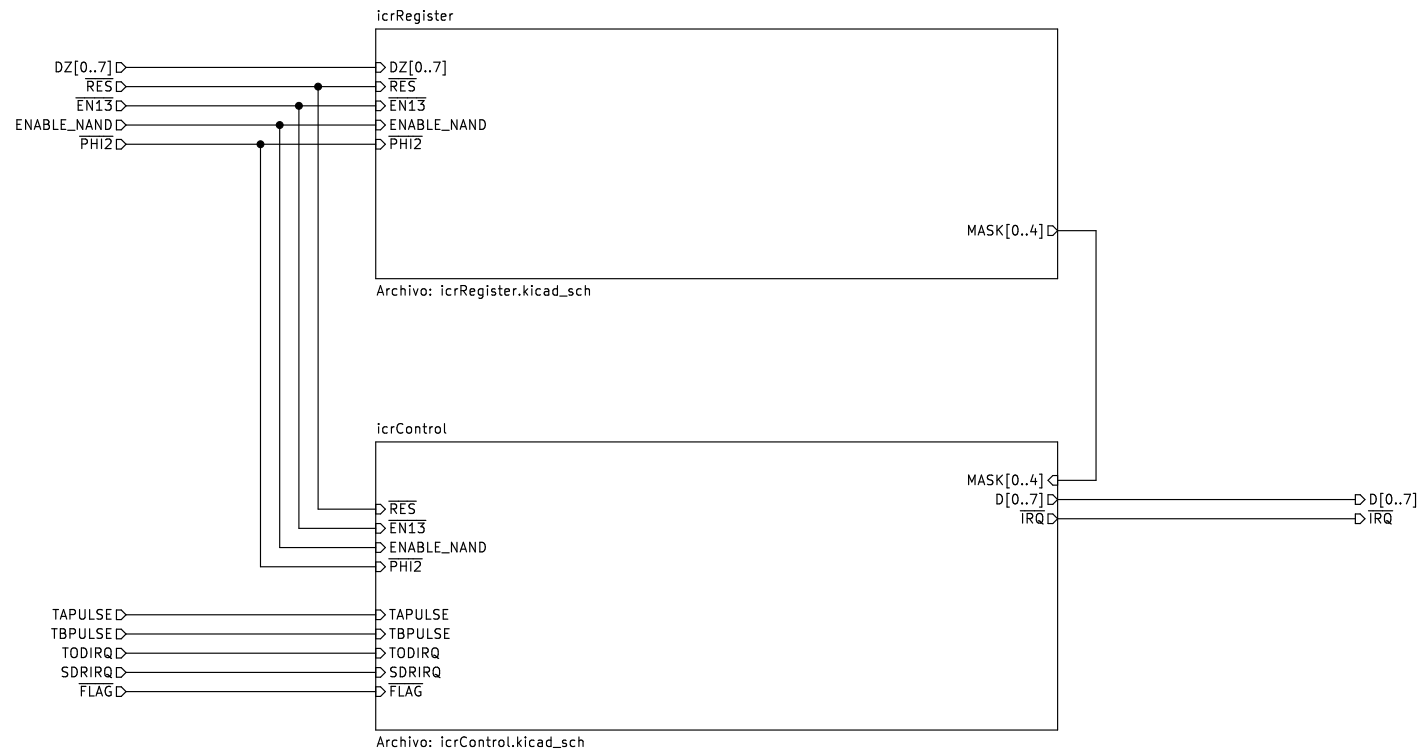 icrRegister
DZ[0..7] DZ[0..7]
RES RES
EN13 EN13
ENABLE_NAND ENABLE_NAND
PHI2 PHI2
MASK[0..4]
Archivo: icrRegister.kicad_sch
icrControl
MASK[0..4]
D[0..7] D[0..7]
IRQ IRQ
RES
EN13
ENABLE_NAND
PHI2
TAPULSE TAPULSE
TBPULSE TBPULSE
TODIRQ TODIRQ
SDRIRQ SDRIRQ
FLAG FLAG
Archivo: icrControl.kicad_sch